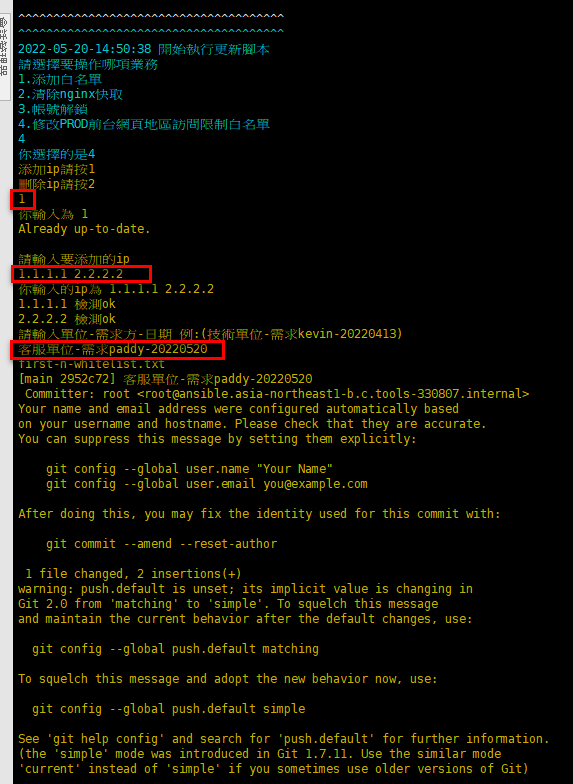 ^^^^^^^^^^^^^^^^^^^^^^^^^^^^^^^^^^^^^^
^^^^^^^^^^^^^^^^^^^^^^^^^^^^^^^^^^^^^^
2022-05-20-14:50:38 開始執行更新腳本
請選擇要操作哪項業務
1.添加白名單
2.清除nginx快取
3.帳號解鎖
4.修改PROD前台網頁地區訪問限制白名單
4
你選擇的是4
添加ip請按1
刪除ip請按2
1
你輸入為 1
Already up-to-date.
請輸入要添加的ip
1.1.1.1 2.2.2.2
你輸入的ip為 1.1.1.1 2.2.2.2
1.1.1.1 檢測ok
2.2.2.2 檢測ok
請輸入單位-需求方-日期 例:(技術單位-需求kevin-20220413)
客服單位-需求paddy-20220520
first-n-whitelist.txt
[main 2952c72] 客服單位-需求paddy-20220520
 Committer: root <root@ansible.asia-northeast1-b.c.tools-330807.internal>
Your name and email address were configured automatically based
on your username and hostname. Please check that they are accurate.
You can suppress this message by setting them explicitly:
    git config --global user.name "Your Name"
    git config --global user.email you@example.com
After doing this, you may fix the identity used for this commit with:
    git commit --amend --reset-author
 1 file changed, 2 insertions(+)
warning: push.default is unset; its implicit value is changing in
Git 2.0 from 'matching' to 'simple'. To squelch this message
and maintain the current behavior after the default changes, use:
  git config --global push.default matching
To squelch this message and adopt the new behavior now, use:
  git config --global push.default simple
See 'git help config' and search for 'push.default' for further information.
(the 'simple' mode was introduced in Git 1.7.11. Use the similar mode
'current' instead of 'simple' if you sometimes use older versions of Git)